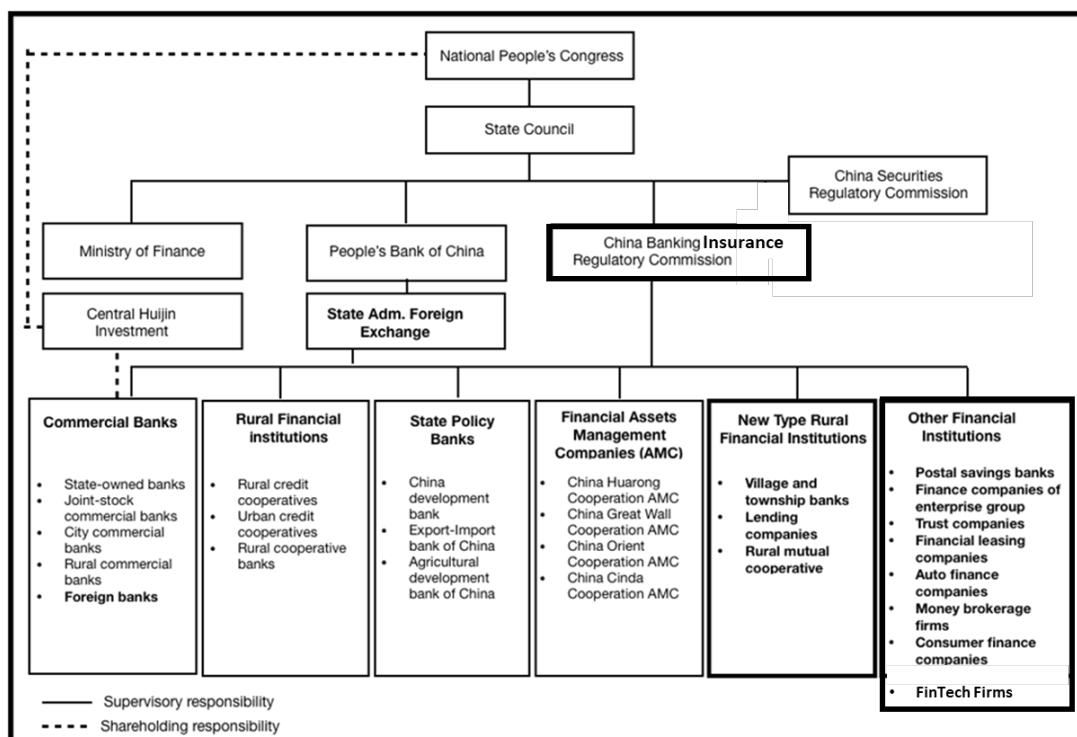 National People's Congress
State Council
China Securities
Regulatory Commission
Ministry of Finance
People's Bank of China
China Banking Insurance
Regulatory Commission
Central Huijin
Investment
State Adm. Foreign
Exchange
Commercial Banks
• State-owned banks
• Joint-stock
commercial banks
• City commercial
banks
• Rural commercial
banks
• Foreign banks
Rural Financial
institutions
• Rural credit
cooperatives
• Urban credit
cooperatives
• Rural cooperative
banks
State Policy
Banks
• China
development
bank
• Export-Import
bank of China
• Agricultural
development
bank of China
Financial Assets
Management
Companies (AMC)
• China Huarong
Cooperation AMC
• China Great Wall
Cooperation AMC
• China Orient
Cooperation AMC
• China Cinda
Cooperation AMC
New Type Rural
Financial Institutions
• Village and
township banks
• Lending
companies
• Rural mutual
cooperative
Other Financial
Institutions
• Postal savings banks
• Finance companies of
enterprise group
• Trust companies
• Financial leasing
companies
• Auto finance
companies
• Money brokerage
firms
• Consumer finance
companies
• FinTech Firms
Supervisory responsibility
Shareholding responsibility